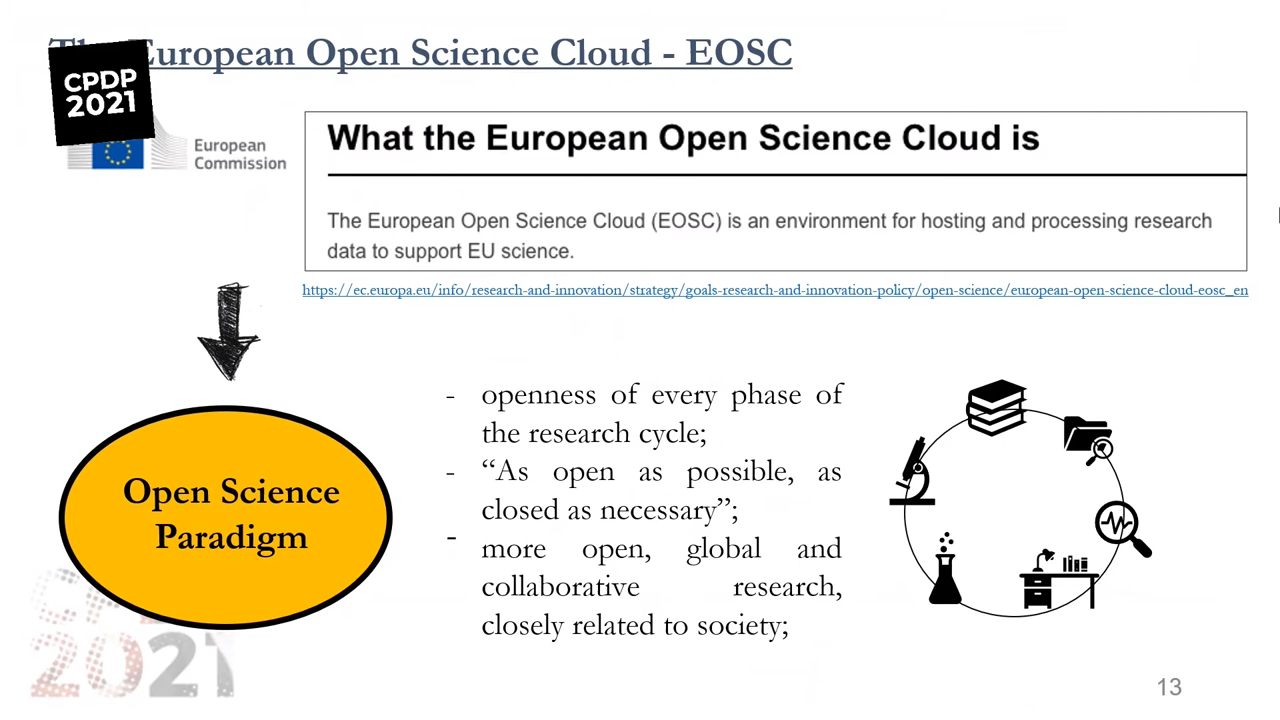 European Open Science Cloud - EOSC
CPDP
2021
European
Commission
What the European Open Science Cloud is
The European Open Science Cloud (EOSC) is an environment for hosting and processing research
data to support EU science.
https://ec.europa.eu/info/research-and-innovation/strategy/goals-research-and-innovation-policy/open-science/european-open-science-cloud-eosc_en
Open Science
Paradigm
- openness of every phase of
the research cycle;
- “As open as possible, as
closed as necessary”;
- more open, global and
collaborative research,
closely related to society;
2021
13